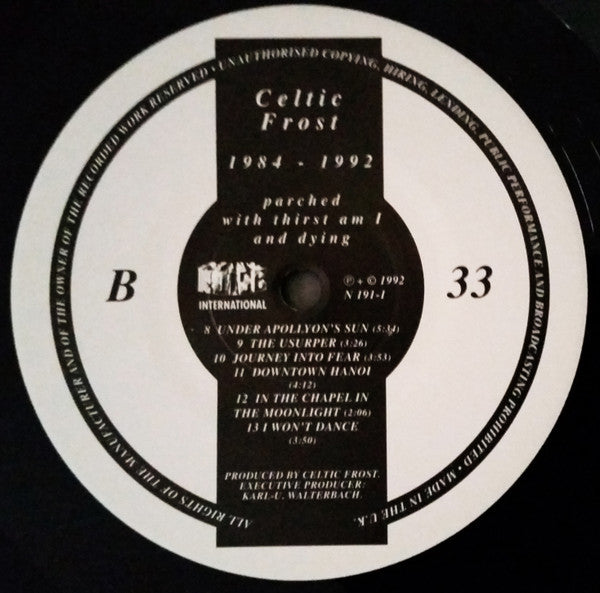 ALL RIGHTS OF THE MANUFACTURER AND OF THE OWNER OF THE RECORDED WORK RESERVED • UNAUTHORISED COPYING, HIRING, LENDING, PUBLIC PERFORMANCE AND BROADCASTING PROHIBITED • MADE IN THE U.K.
Celtic
Frost
1984 - 1992
parched
with thirst am I
and dying
B
NOISE
INTERNATIONAL
℗ + © 1992
N 191-1
33
8 UNDER APOLLYON'S SUN (5:34)
9 THE USURPER (3:26)
10 JOURNEY INTO FEAR (3:53)
11 DOWNTOWN HANOI
(4:12)
12 IN THE CHAPEL IN
THE MOONLIGHT (2:06)
13 I WON'T DANCE
(3:50)
PRODUCED BY CELTIC FROST.
EXECUTIVE PRODUCER:
KARL-U. WALTERBACH.